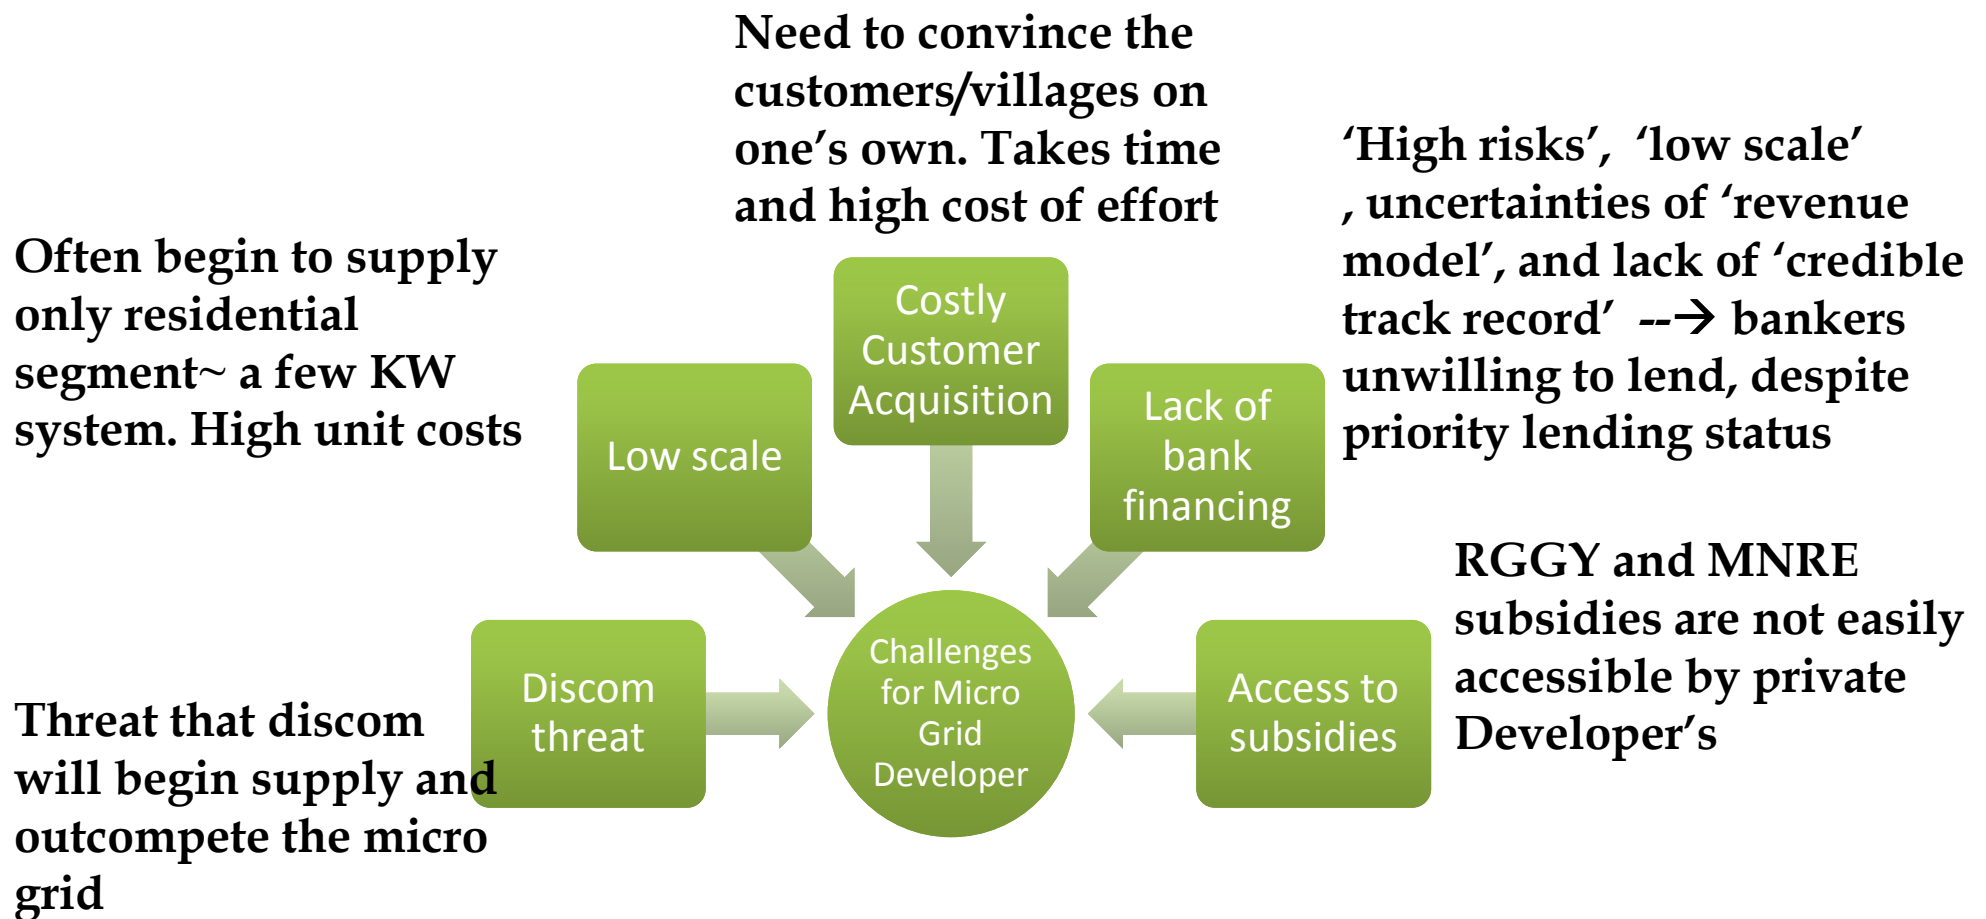 Need to convince the
customers/villages on
one’s own. Takes time
and high cost of effort
‘High risks’, ‘low scale’
, uncertainties of ‘revenue
model’, and lack of ‘credible
track record’ --→ bankers
unwilling to lend, despite
priority lending status
Often begin to supply
only residential
segment~ a few KW
system. High unit costs
Costly
Customer
Acquisition
Low scale
Lack of
bank
financing
RGGY and MNRE
subsidies are not easily
accessible by private
Developer’s
Threat that discom
will begin supply and
outcompete the micro
grid
Discom
threat
Challenges
for Micro
Grid
Developer
Access to
subsidies